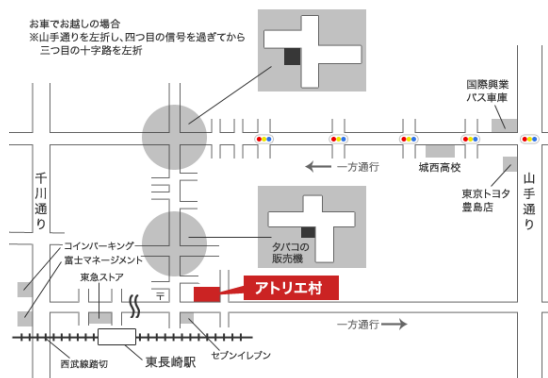 お車でお越しの場合
※山手通りを左折し、四つ目の信号を過ぎてから
三つ目の十字路を左折
国際興業
バス車庫
一方通行
城西高校
山手通り
東京トヨタ
豊島店
千川通り
タバコの
販売機
コインパーキング
富士マネージメント
東急ストア
〒
アトリエ村
一方通行
西武線踏切
東長崎駅
セブンイレブン